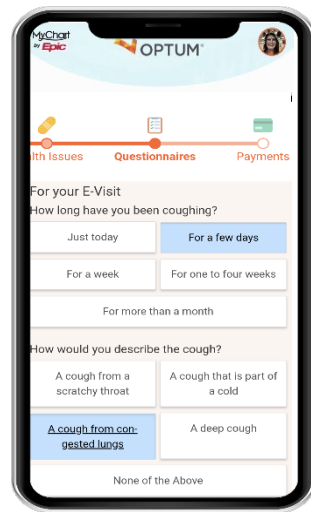 MyChart
by Epic
OPTUM®
lth Issues Questionnaires Payments
For your E-Visit
How long have you been coughing?
Just today For a few days
For a week For one to four weeks
For more than a month
How would you describe the cough?
A cough from a A cough that is part of
scratchy throat a cold
A cough from con- A deep cough
gested lungs
None of the Above